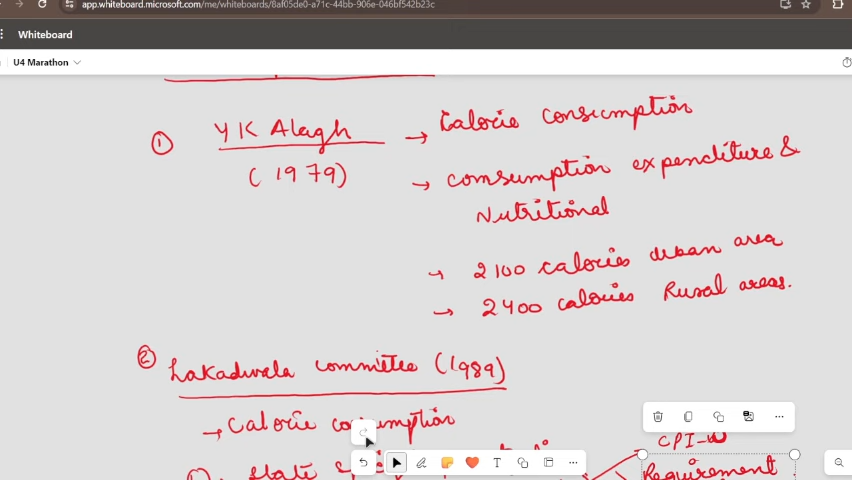 app.whiteboard.microsoft.com/me/whiteboards/8af05de0-a71c-44bb-906e-046bf542b23c
Whiteboard
U4 Marathon
① YK Alagh → Calorie consumption
(1979) → consumption expenditure &
Nutritional
→ 2100 calories urban area
→ 2400 calories Rural areas.
② Lakadwala committee (1989)
→ Calorie consumption
CPI-W
① State
Requirement
T